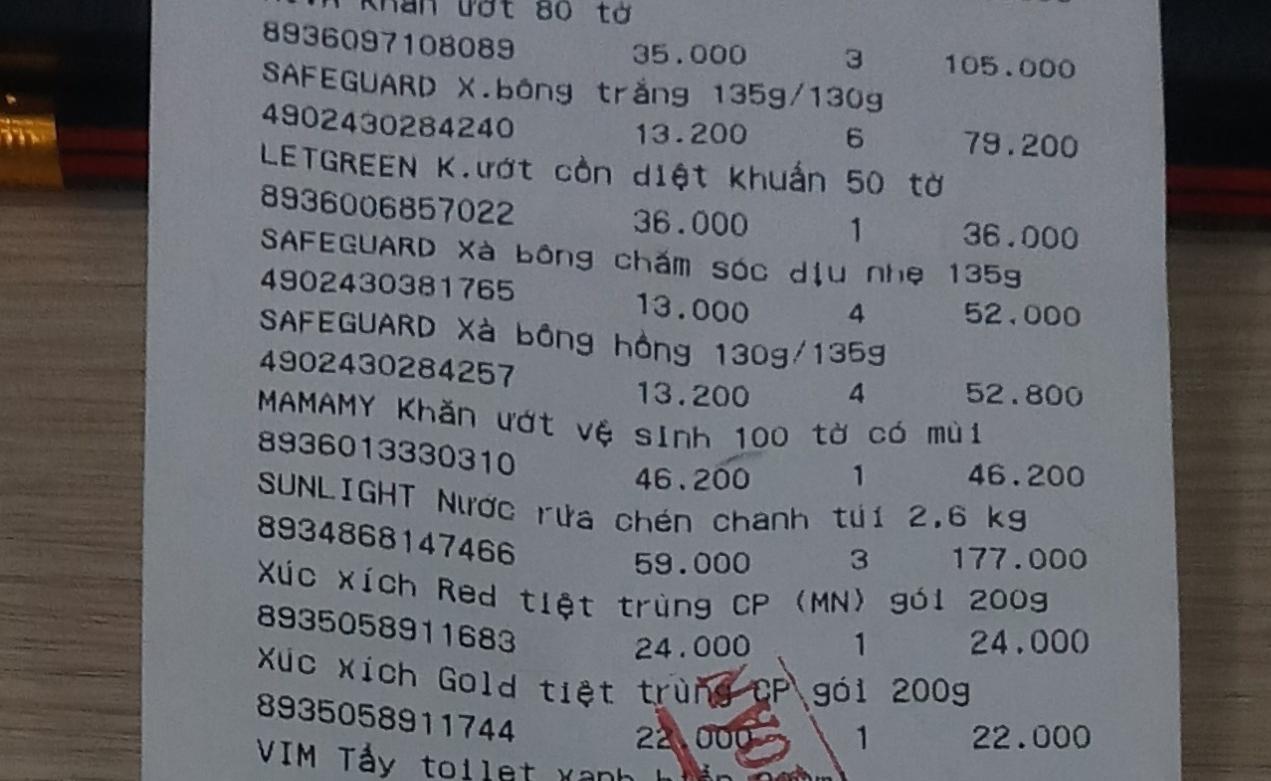 Khăn ướt 80 tờ
8936097108089 35.000 3 105.000
SAFEGUARD X.bông trắng 135g/130g
4902430284240 13.200 6 79.200
LETGREEN K.ướt cồn diệt khuẩn 50 tờ
8936006857022 36.000 1 36.000
SAFEGUARD Xà bông chăm sóc dịu nhẹ 135g
4902430381765 13.000 4 52.000
SAFEGUARD Xà bông hồng 130g/135g
4902430284257 13.200 4 52.800
MAMAMY Khăn ướt vệ sinh 100 tờ có mùi
8936013330310 46.200 1 46.200
SUNLIGHT Nước rửa chén chanh túi 2,6 kg
8934868147466 59.000 3 177.000
Xúc xích Red tiệt trùng CP (MN) gói 200g
8935058911683 24.000 1 24.000
Xúc xích Gold tiệt trùng CP gói 200g
8935058911744 22.000 1 22.000
VIM Tẩy toilet xanh